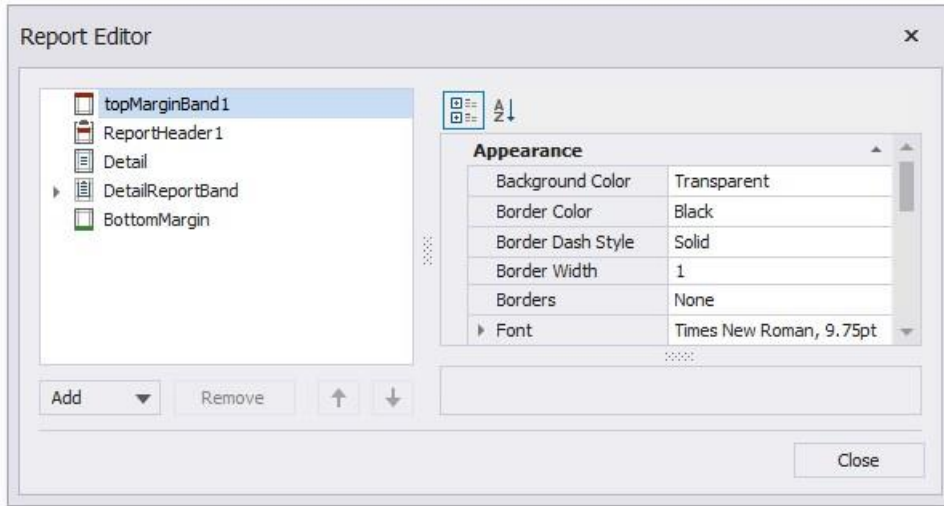 Report Editor
topMarginBand1
ReportHeader1
Detail
DetailReportBand
BottomMargin
Add
Remove
A
Z
Appearance
Background Color Transparent
Border Color Black
Border Dash Style Solid
Border Width 1
Borders None
Font Times New Roman, 9.75pt
Close